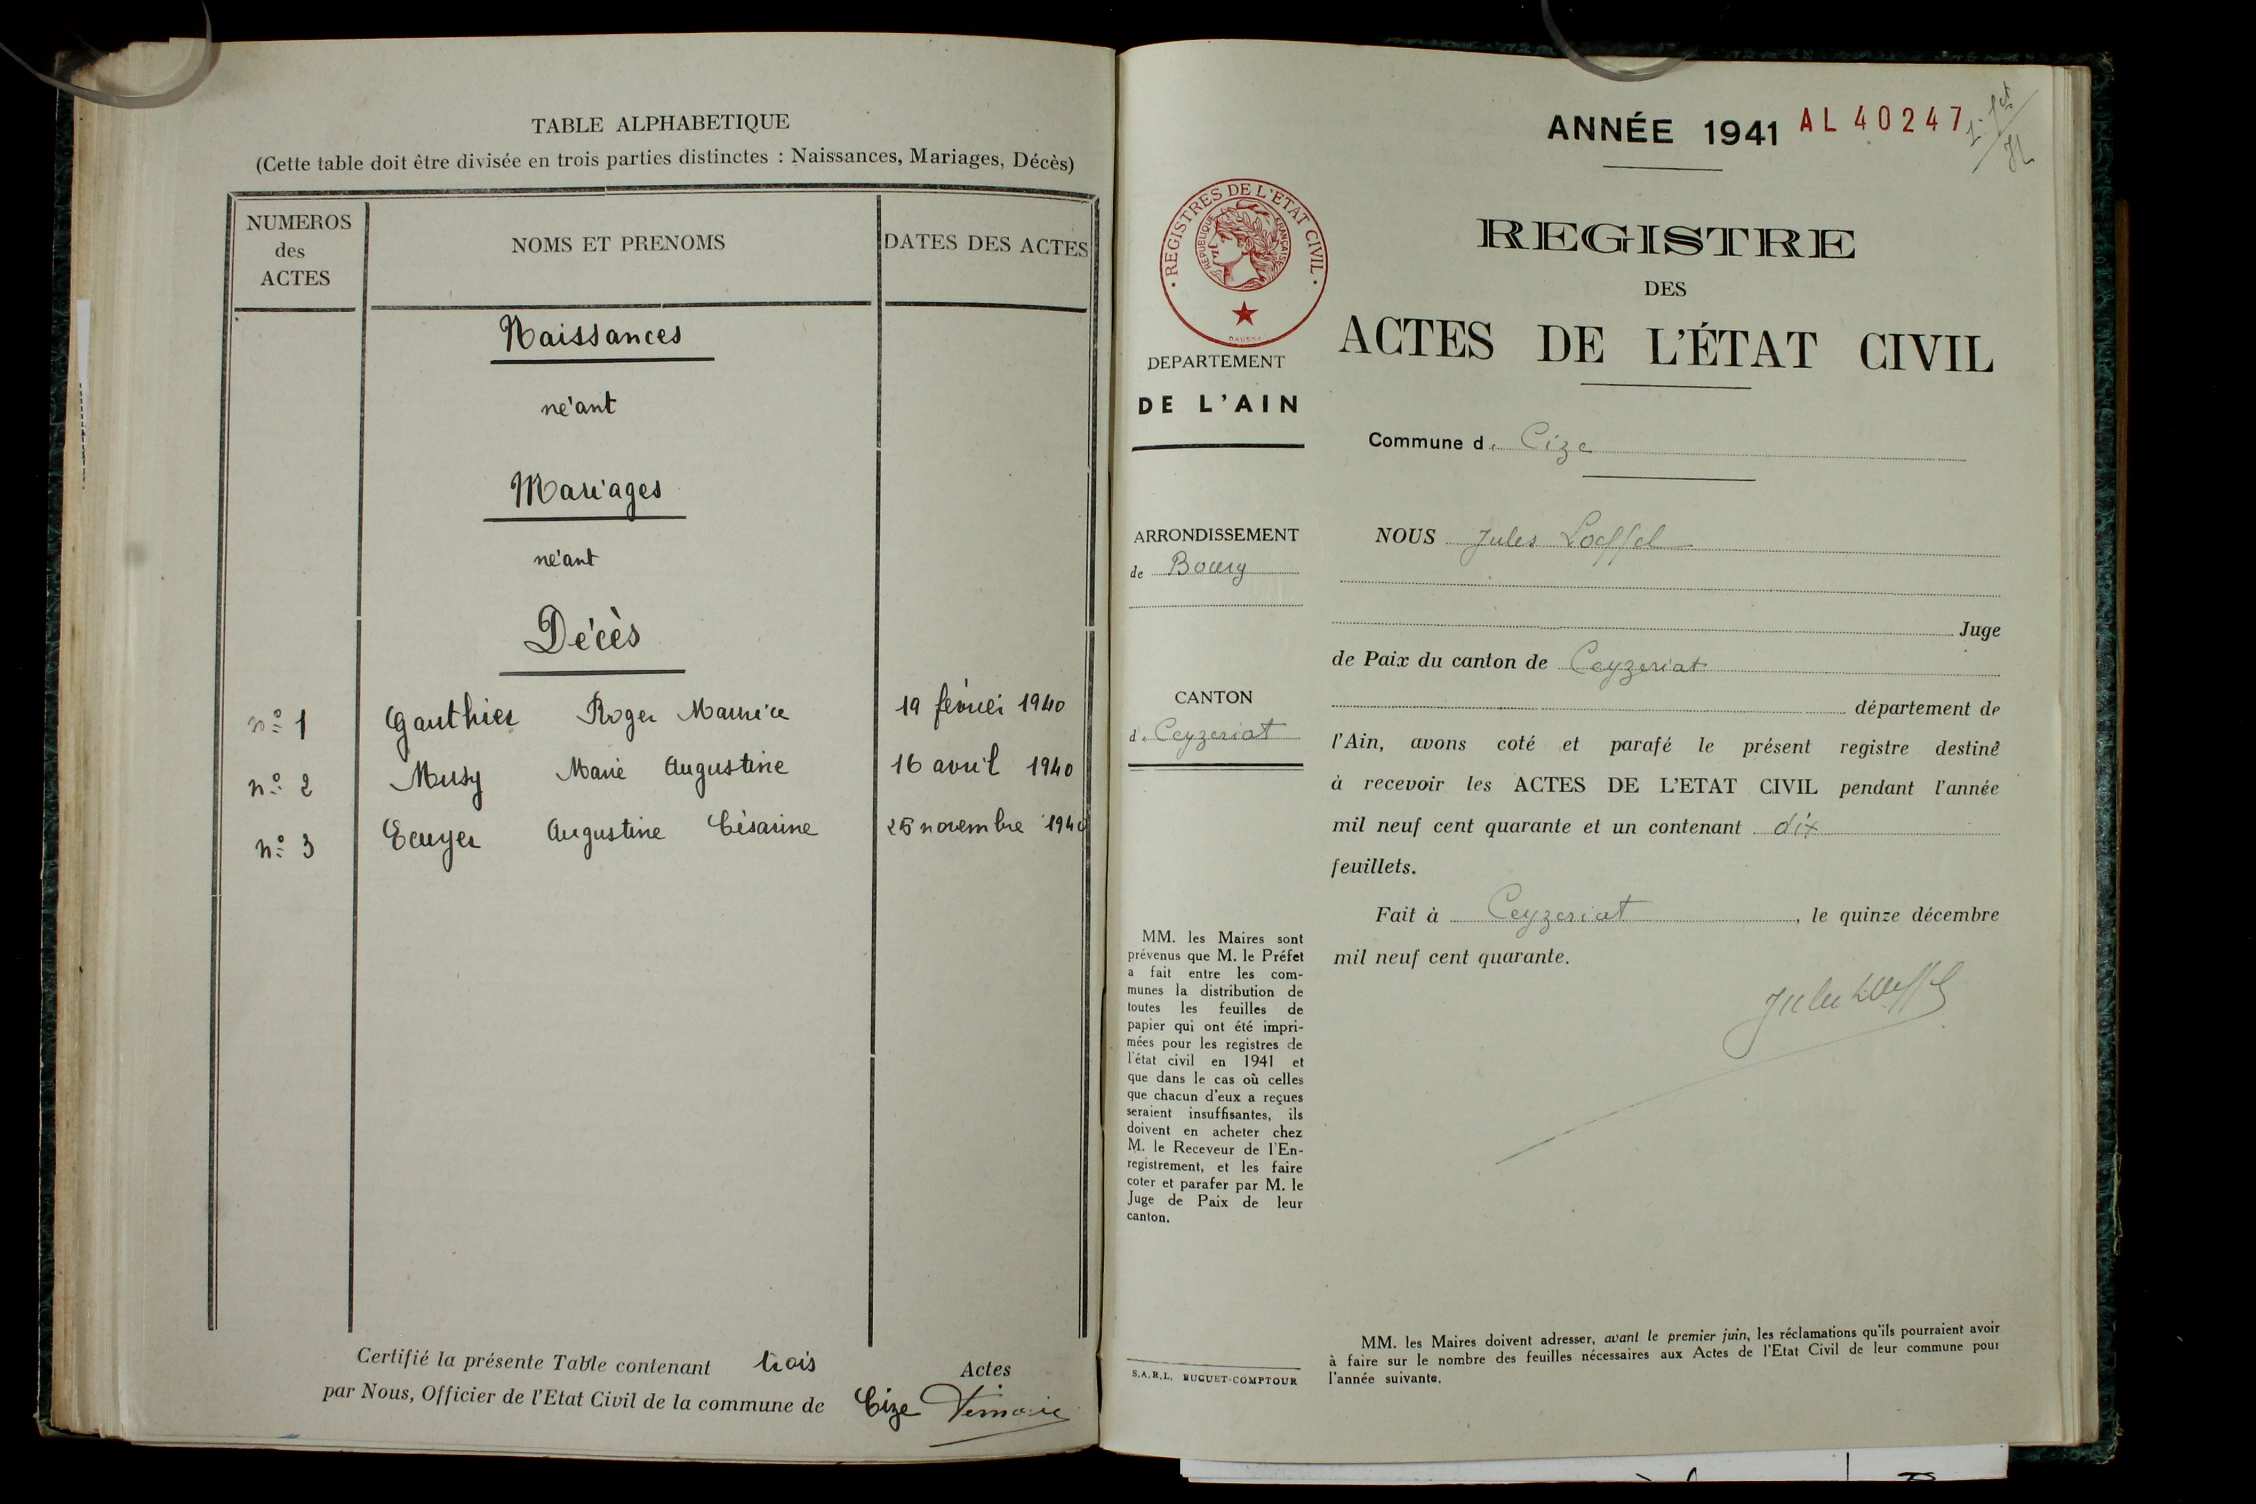 TABLE ALPHABETIQUE
(Cette table doit être divisée en trois parties distinctes : Naissances, Mariages, Décès)
NUMEROS
des
ACTES
NOMS ET PRENOMS
DATES DES ACTES
Naissances
néant
Mariages
néant
Décès
nº 1 Gauthier Roger Maurice 19 février 1940
nº 2 Musy Marie Augustine 16 avril 1940
nº 3 Ecuyer Augustine Césarine 25 novembre 1940
Certifié la présente Table contenant trois Actes
par Nous, Officier de l'Etat Civil de la commune de Cize
ANNÉE 1941 AL 40247
REGISTRES DE L'ETAT CIVIL
REPUBLIQUE FRANÇAISE
REGISTRE
DES
ACTES DE L'ÉTAT CIVIL
DEPARTEMENT
DE L'AIN
Commune de Cize
ARRONDISSEMENT
de Bourg
CANTON
de Ceyzeriat
NOUS Jules Loeffel
Juge
de Paix du canton de Ceyzeriat
département de
l'Ain, avons coté et parafé le présent registre destiné
à recevoir les ACTES DE L'ETAT CIVIL pendant l'année
mil neuf cent quarante et un contenant dix
feuillets.
Fait à Ceyzeriat, le quinze décembre
mil neuf cent quarante.
Jules Loeffel
MM. les Maires sont
prévenus que M. le Préfet
a fait entre les com-
munes la distribution de
toutes les feuilles de
papier qui ont été impri-
mées pour les registres de
l'état civil en 1941 et
que dans le cas où celles
que chacun d'eux a reçues
seraient insuffisantes, ils
doivent en acheter chez
M. le Receveur de l'En-
registrement, et les faire
coter et parafer par M. le
Juge de Paix de leur
canton.
S.A.R.L. BUGUET-COMPTOUR
MM. les Maires doivent adresser, avant le premier juin, les réclamations qu'ils pourraient avoir
à faire sur le nombre des feuilles nécessaires aux Actes de l'Etat Civil de leur commune pour
l'année suivante.